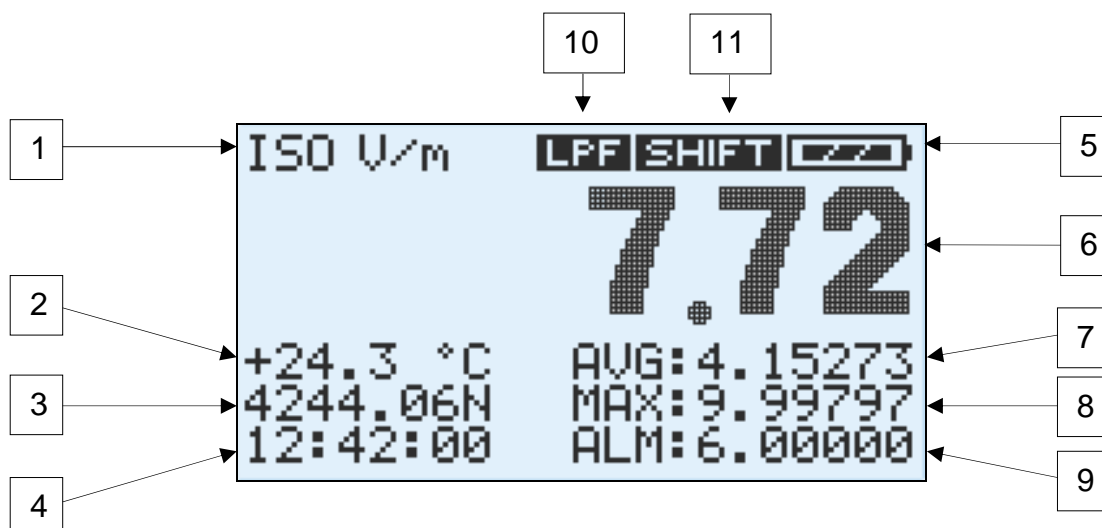 10 11
1 ISO V/m LPF SHIFT 5
7.72 6
2 +24.3 °C AVG:4.15273 7
3 4244.06N MAX:9.99797 8
4 12:42:00 ALM:6.00000 9